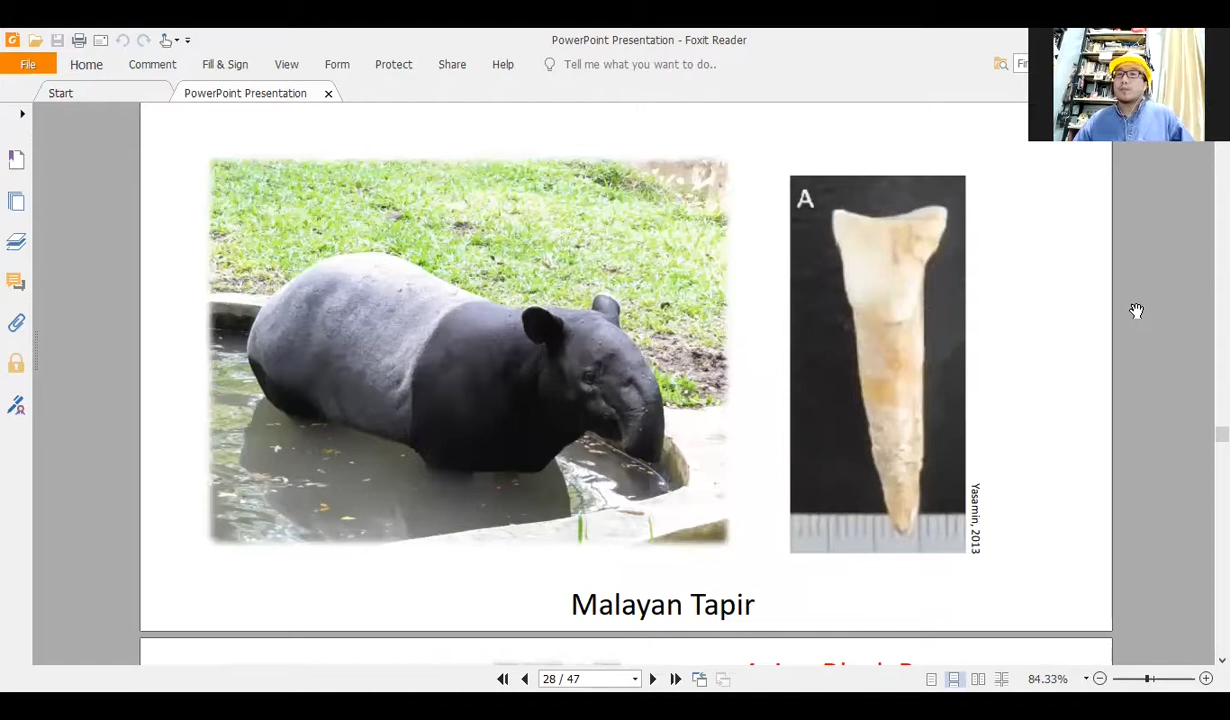 PowerPoint Presentation - Foxit Reader
File Home Comment Fill & Sign View Form Protect Share Help Tell me what you want to do..
Start PowerPoint Presentation
A
Yasamin, 2013
Malayan Tapir
28 / 47
84.33%